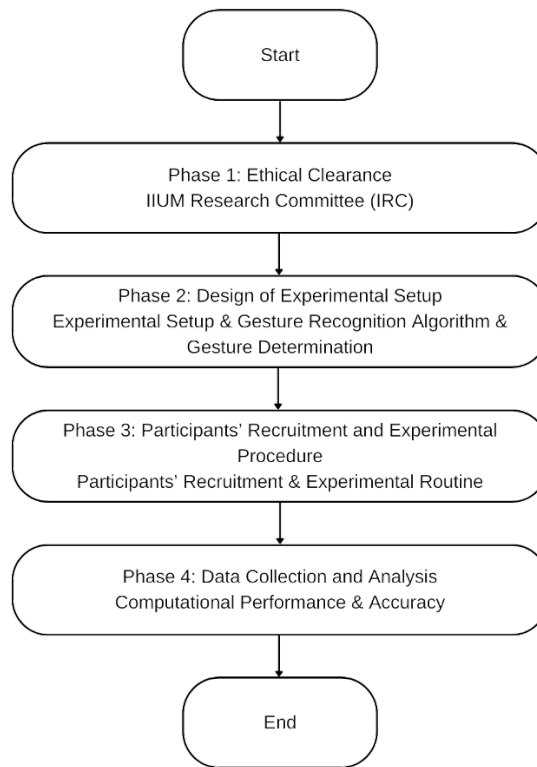 Start
Phase 1: Ethical Clearance
IIUM Research Committee (IRC)
Phase 2: Design of Experimental Setup
Experimental Setup & Gesture Recognition Algorithm &
Gesture Determination
Phase 3: Participants’ Recruitment and Experimental
Procedure
Participants’ Recruitment & Experimental Routine
Phase 4: Data Collection and Analysis
Computational Performance & Accuracy
End